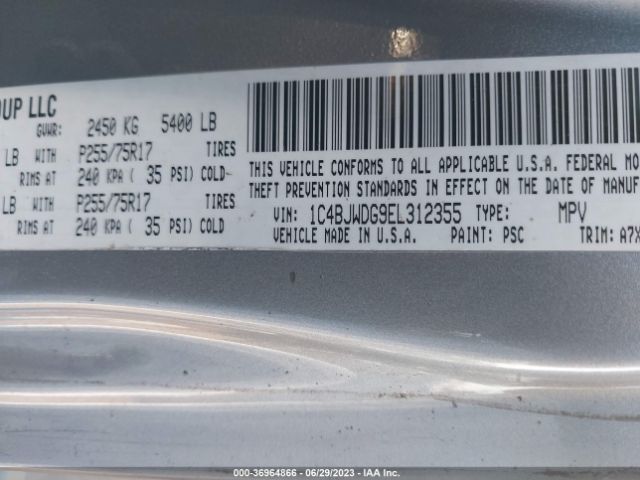 OUP LLC
GVWR: 2450 KG 5400 LB
LB WITH P255/75R17 TIRES
RIMS AT 240 KPA ( 35 PSI) COLD
LB WITH P255/75R17 TIRES
RIMS AT 240 KPA ( 35 PSI) COLD
THIS VEHICLE CONFORMS TO ALL APPLICABLE U.S.A. FEDERAL MO
THEFT PREVENTION STANDARDS IN EFFECT ON THE DATE OF MANUF
VIN: 1C4BJWDG9EL312355 TYPE: MPV
VEHICLE MADE IN U.S.A. PAINT: PSC TRIM: A7X
000-36964866 - 06/29/2023 - IAA Inc.